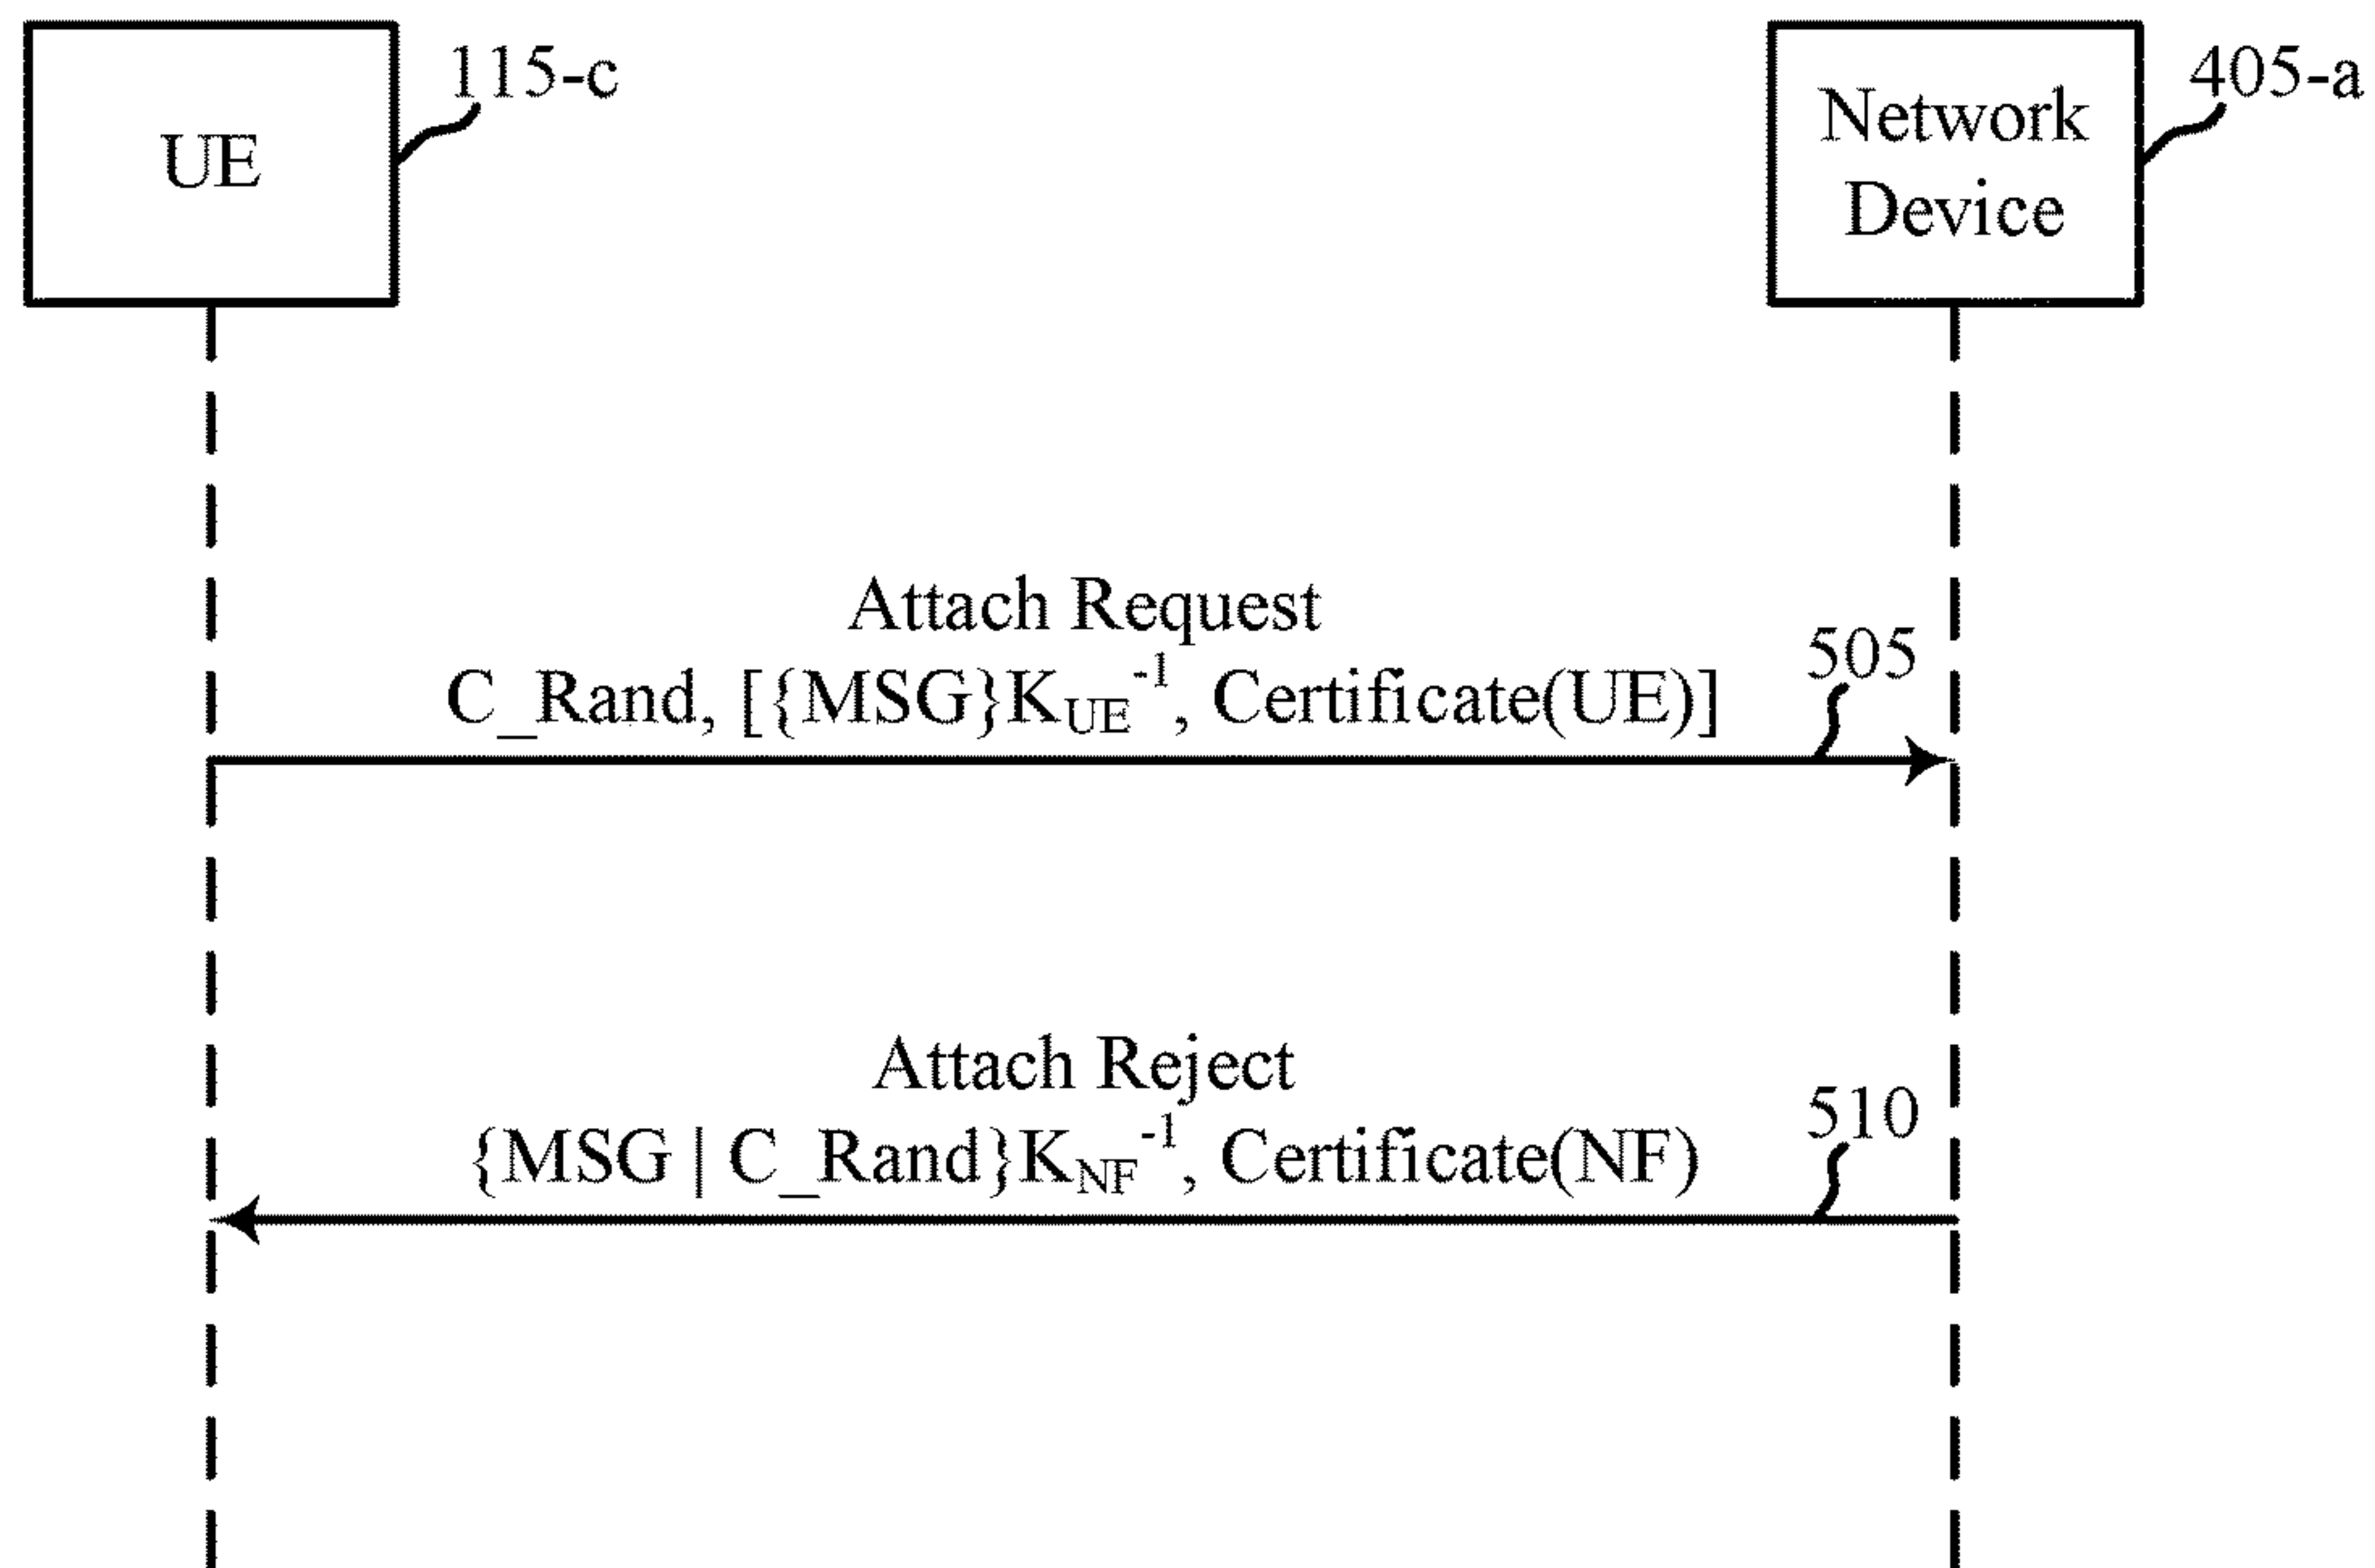 UE
115-c
Network
Device
405-a
Attach Request
C_Rand, [{MSG}K_UE^-1, Certificate(UE)]
505
Attach Reject
{MSG | C_Rand}K_NF^-1, Certificate(NF)
510